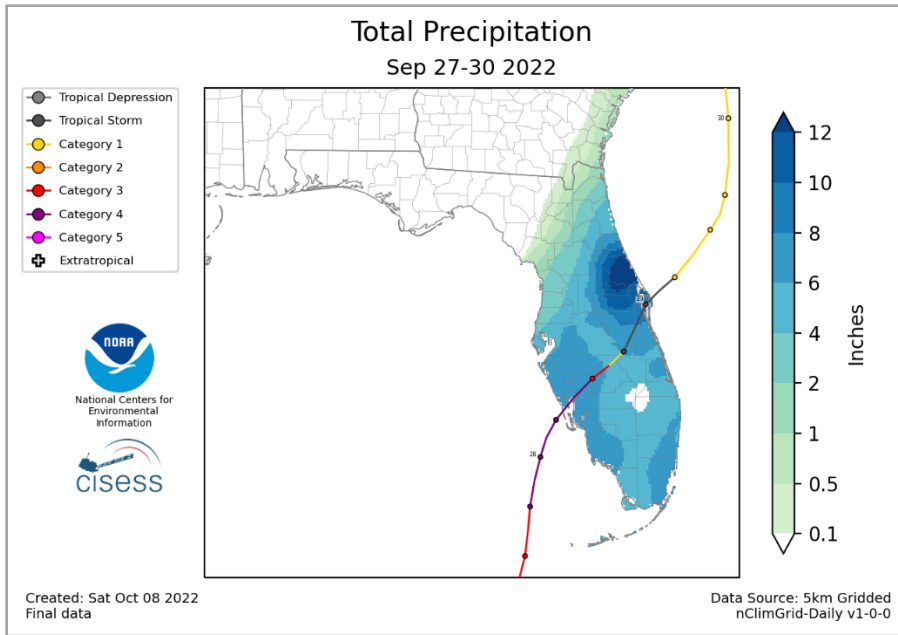 Total Precipitation
Sep 27-30 2022
Tropical Depression
Tropical Storm
Category 1
Category 2
Category 3
Category 4
Category 5
Extratropical
NOAA
National Centers for
Environmental
Information
cisess
30
29
28
12
10
8
6
4
2
1
0.5
0.1
Inches
Created: Sat Oct 08 2022
Final data
Data Source: 5km Gridded
nClimGrid-Daily v1-0-0